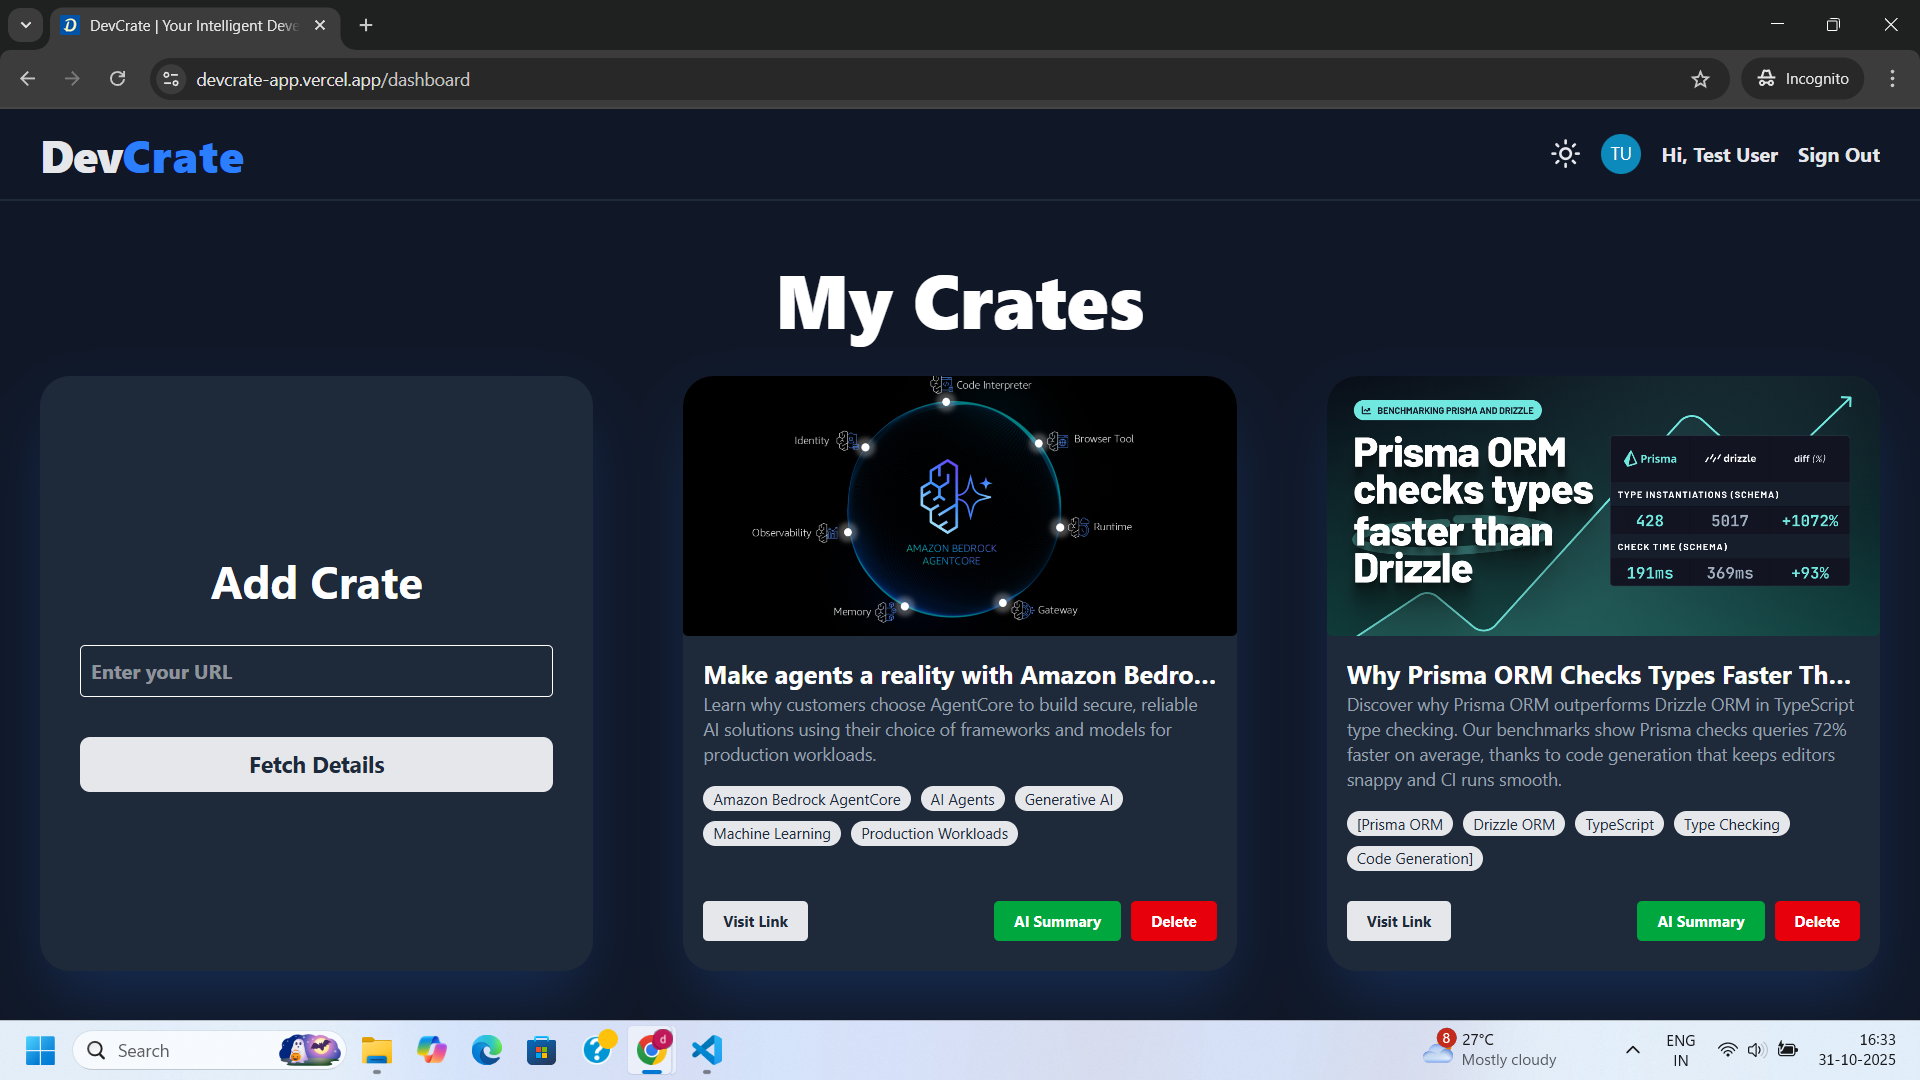 DevCrate | Your Intelligent Deve
devcrate-app.vercel.app/dashboard
Incognito
DevCrate
TU
Hi, Test User
Sign Out
My Crates
Add Crate
Enter your URL
Fetch Details
Code Interpreter
Identity
Browser Tool
Observability
Runtime
AMAZON BEDROCK
AGENTCORE
Memory
Gateway
Make agents a reality with Amazon Bedro...
Learn why customers choose AgentCore to build secure, reliable
AI solutions using their choice of frameworks and models for
production workloads.
Amazon Bedrock AgentCore
AI Agents
Generative AI
Machine Learning
Production Workloads
Visit Link
AI Summary
Delete
BENCHMARKING PRISMA AND DRIZZLE
Prisma ORM
checks types
faster than
Drizzle
Prisma drizzle diff (%)
TYPE INSTANTIATIONS (SCHEMA)
428 5017 +1072%
CHECK TIME (SCHEMA)
191ms 369ms +93%
Why Prisma ORM Checks Types Faster Th...
Discover why Prisma ORM outperforms Drizzle ORM in TypeScript
type checking. Our benchmarks show Prisma checks queries 72%
faster on average, thanks to code generation that keeps editors
snappy and CI runs smooth.
[Prisma ORM
Drizzle ORM
TypeScript
Type Checking
Code Generation]
Visit Link
AI Summary
Delete
Search
d
8
27°C
Mostly cloudy
ENG
IN
16:33
31-10-2025